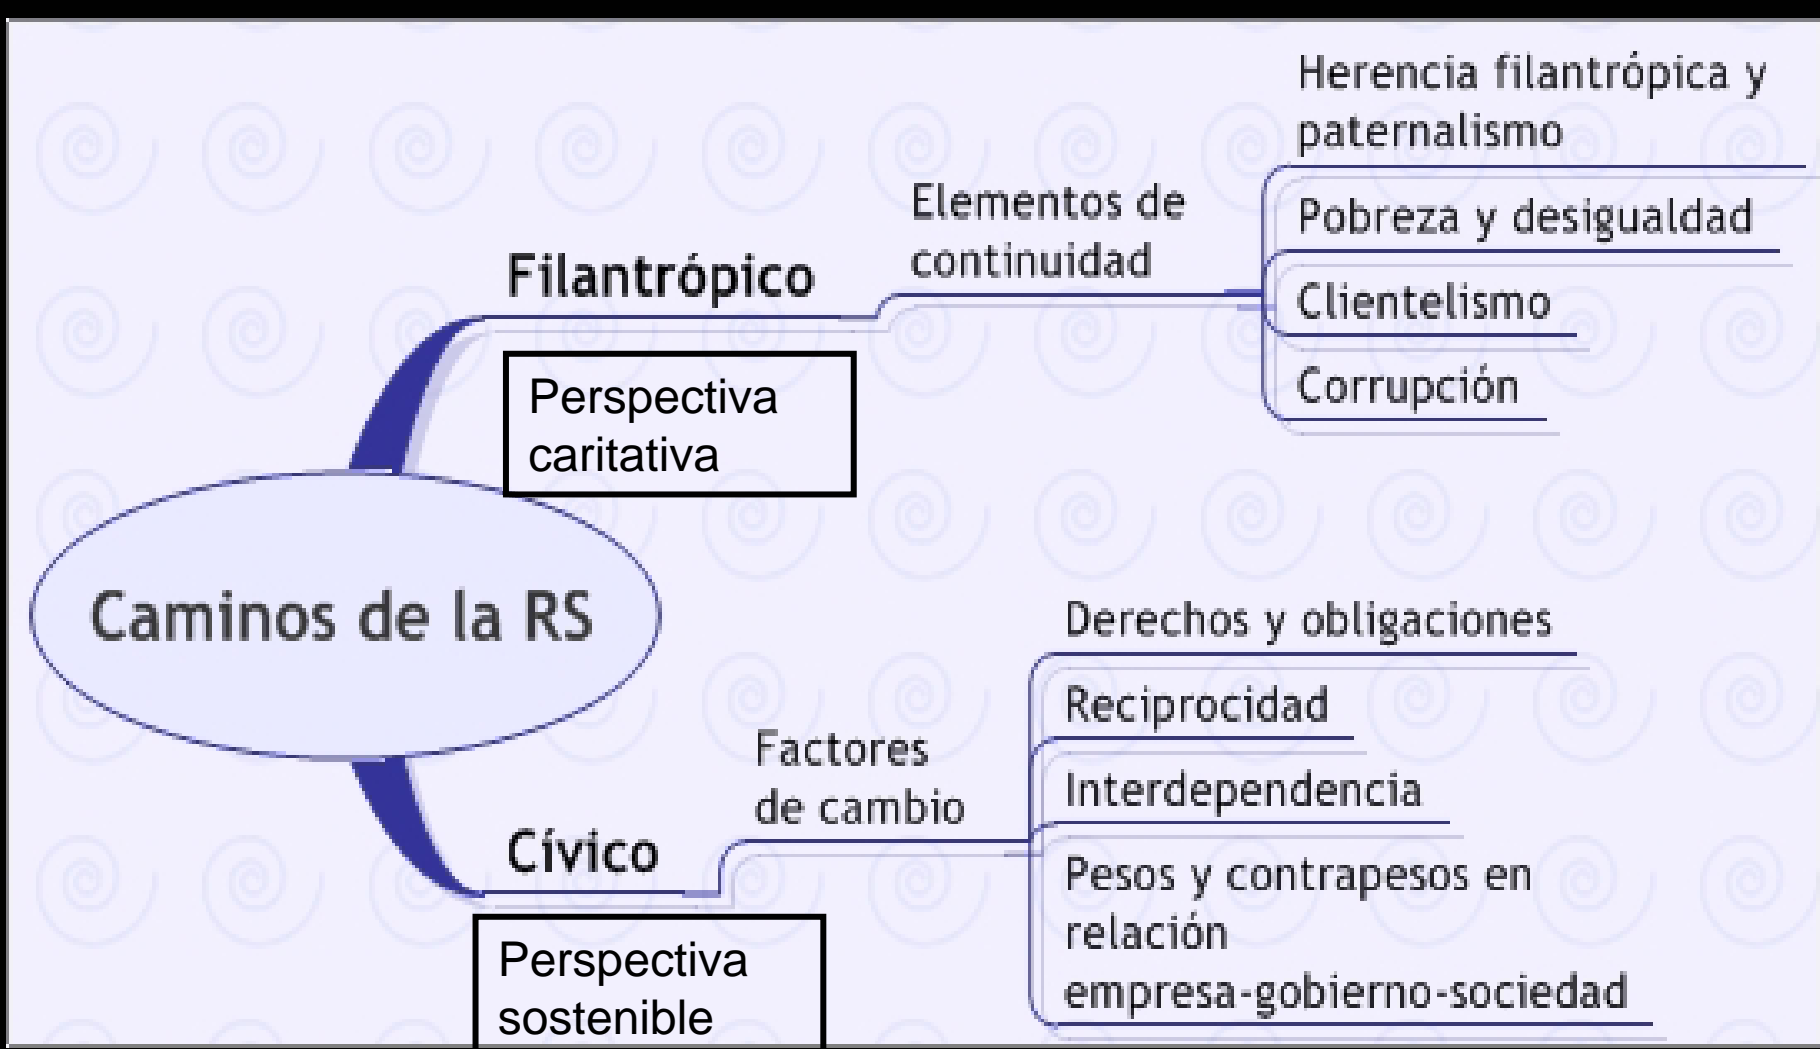 Caminos de la RS
Filantrópico
Perspectiva
caritativa
Elementos de
continuidad
Herencia filantrópica y
paternalismo
Pobreza y desigualdad
Clientelismo
Corrupción
Cívico
Perspectiva
sostenible
Factores
de cambio
Derechos y obligaciones
Reciprocidad
Interdependencia
Pesos y contrapesos en
relación
empresa-gobierno-sociedad